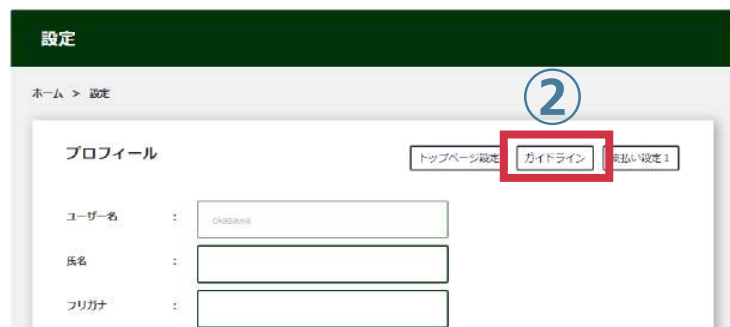 設定
ホーム > 設定
②
プロフィール
トップページ設定 ガイドライン 支払い設定1
ユーザー名 : okazawa
氏名 :
フリガナ :